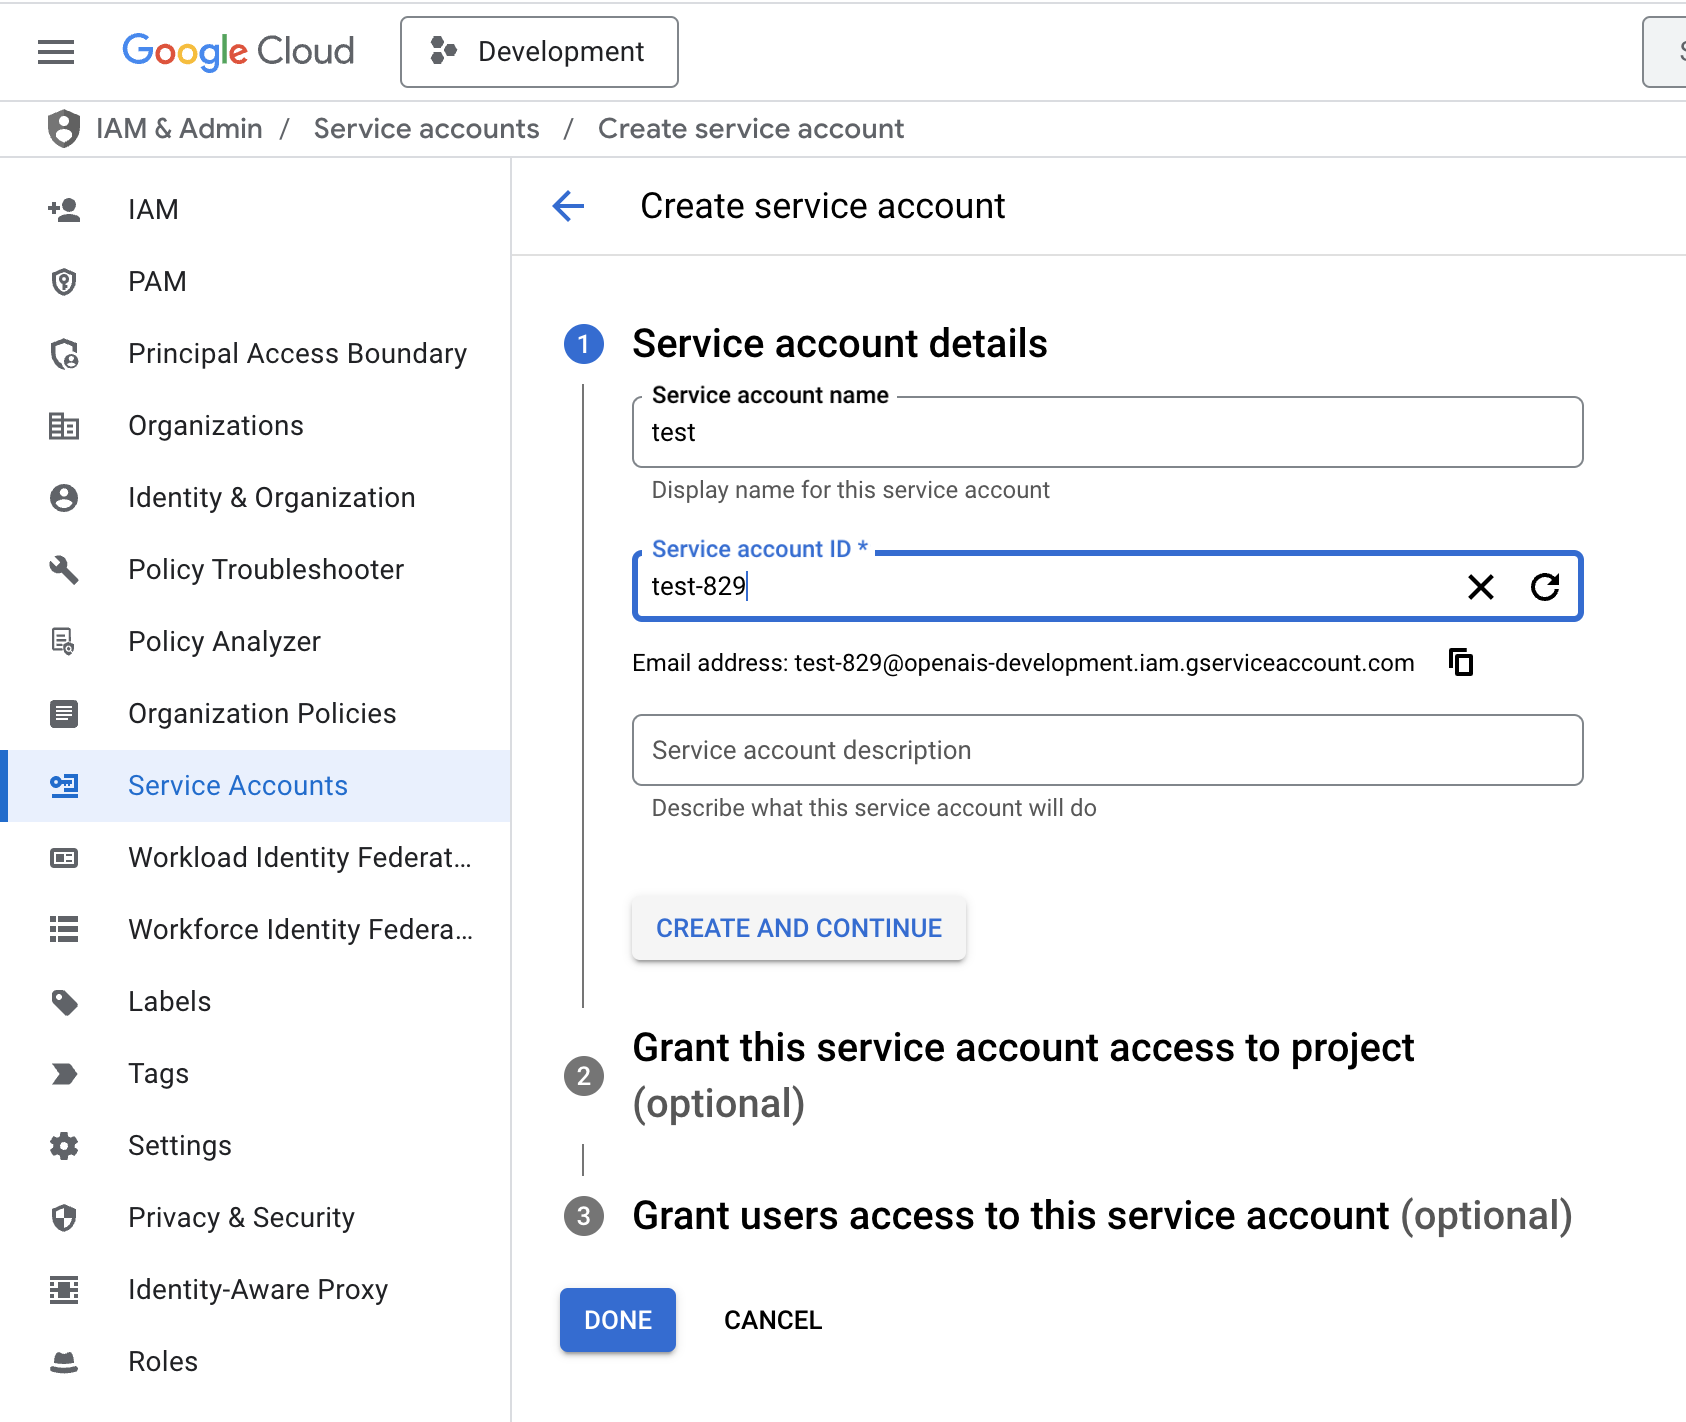 Google Cloud
Development
IAM & Admin / Service accounts / Create service account
IAM
PAM
Principal Access Boundary
Organizations
Identity & Organization
Policy Troubleshooter
Policy Analyzer
Organization Policies
Service Accounts
Workload Identity Federat...
Workforce Identity Federa...
Labels
Tags
Settings
Privacy & Security
Identity-Aware Proxy
Roles
Create service account
1 Service account details
Service account name
test
Display name for this service account
Service account ID *
test-829
Email address: test-829@openais-development.iam.gserviceaccount.com
Service account description
Describe what this service account will do
CREATE AND CONTINUE
2 Grant this service account access to project
(optional)
3 Grant users access to this service account (optional)
DONE CANCEL